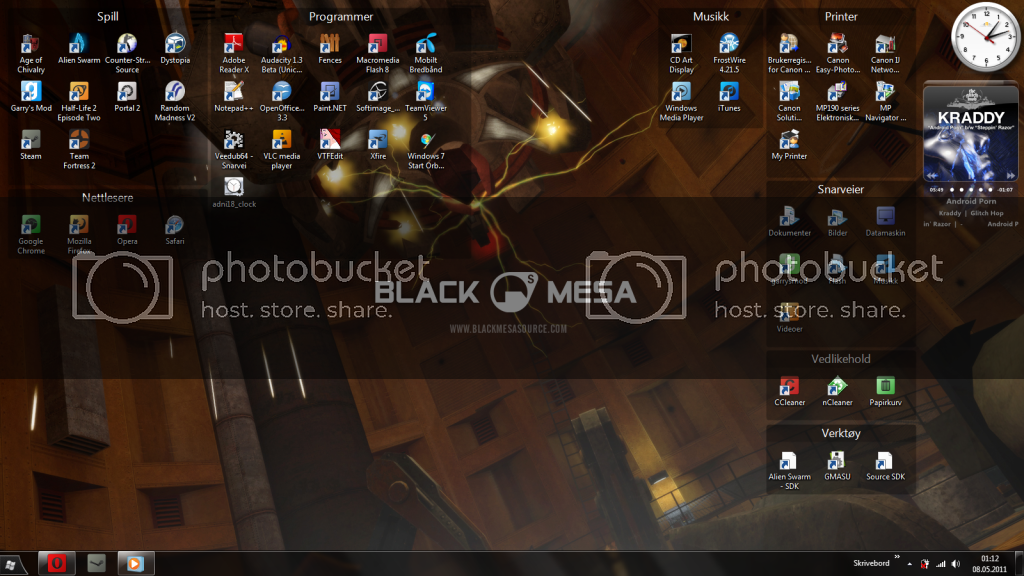 Spill
Age of Chivalry
Alien Swarm
Counter-Str... Source
Dystopia
Garry's Mod
Half-Life 2 Episode Two
Portal 2
Random Madness V2
Steam
Team Fortress 2
Nettlesere
Google Chrome
Mozilla Firefox
Opera
Safari
Programmer
Adobe Reader X
Audacity 1.3 Beta (Unic...
Fences
Macromedia Flash 8
Mobilt Bredbånd
Notepad++
OpenOffice... 3.3
Paint.NET
Softimage_...
TeamViewer 5
Veedub64 - Snarvei
VLC media player
VTFEdit
Xfire
Windows 7 Start Orb...
adni18_clock
Musikk
CD Art Display
FrostWire 4.21.5
Windows Media Player
iTunes
Printer
Brukerregis... for Canon ...
Canon Easy-Photo...
Canon IJ Netwo...
Canon Soluti...
MP190 series Elektronisk...
MP Navigator ...
My Printer
Snarveier
Dokumenter
Bilder
Datamaskin
garrysmod
Flash
Musikk
Videoer
Vedlikehold
CCleaner
nCleaner
Papirkurv
Verktøy
Alien Swarm - SDK
GMASU
Source SDK
KRADDY
"Android Porn" b/w "Steppin' Razor"
05:49
-01:07
Android Porn
Kraddy | Glitch Hop
in' Razor | - Android P
photobucket
host. store. share.
photobucket
host. store. share.
BLACK MESA
S
WWW.BLACKMESASOURCE.COM
Skrivebord
01:12
08.05.2011